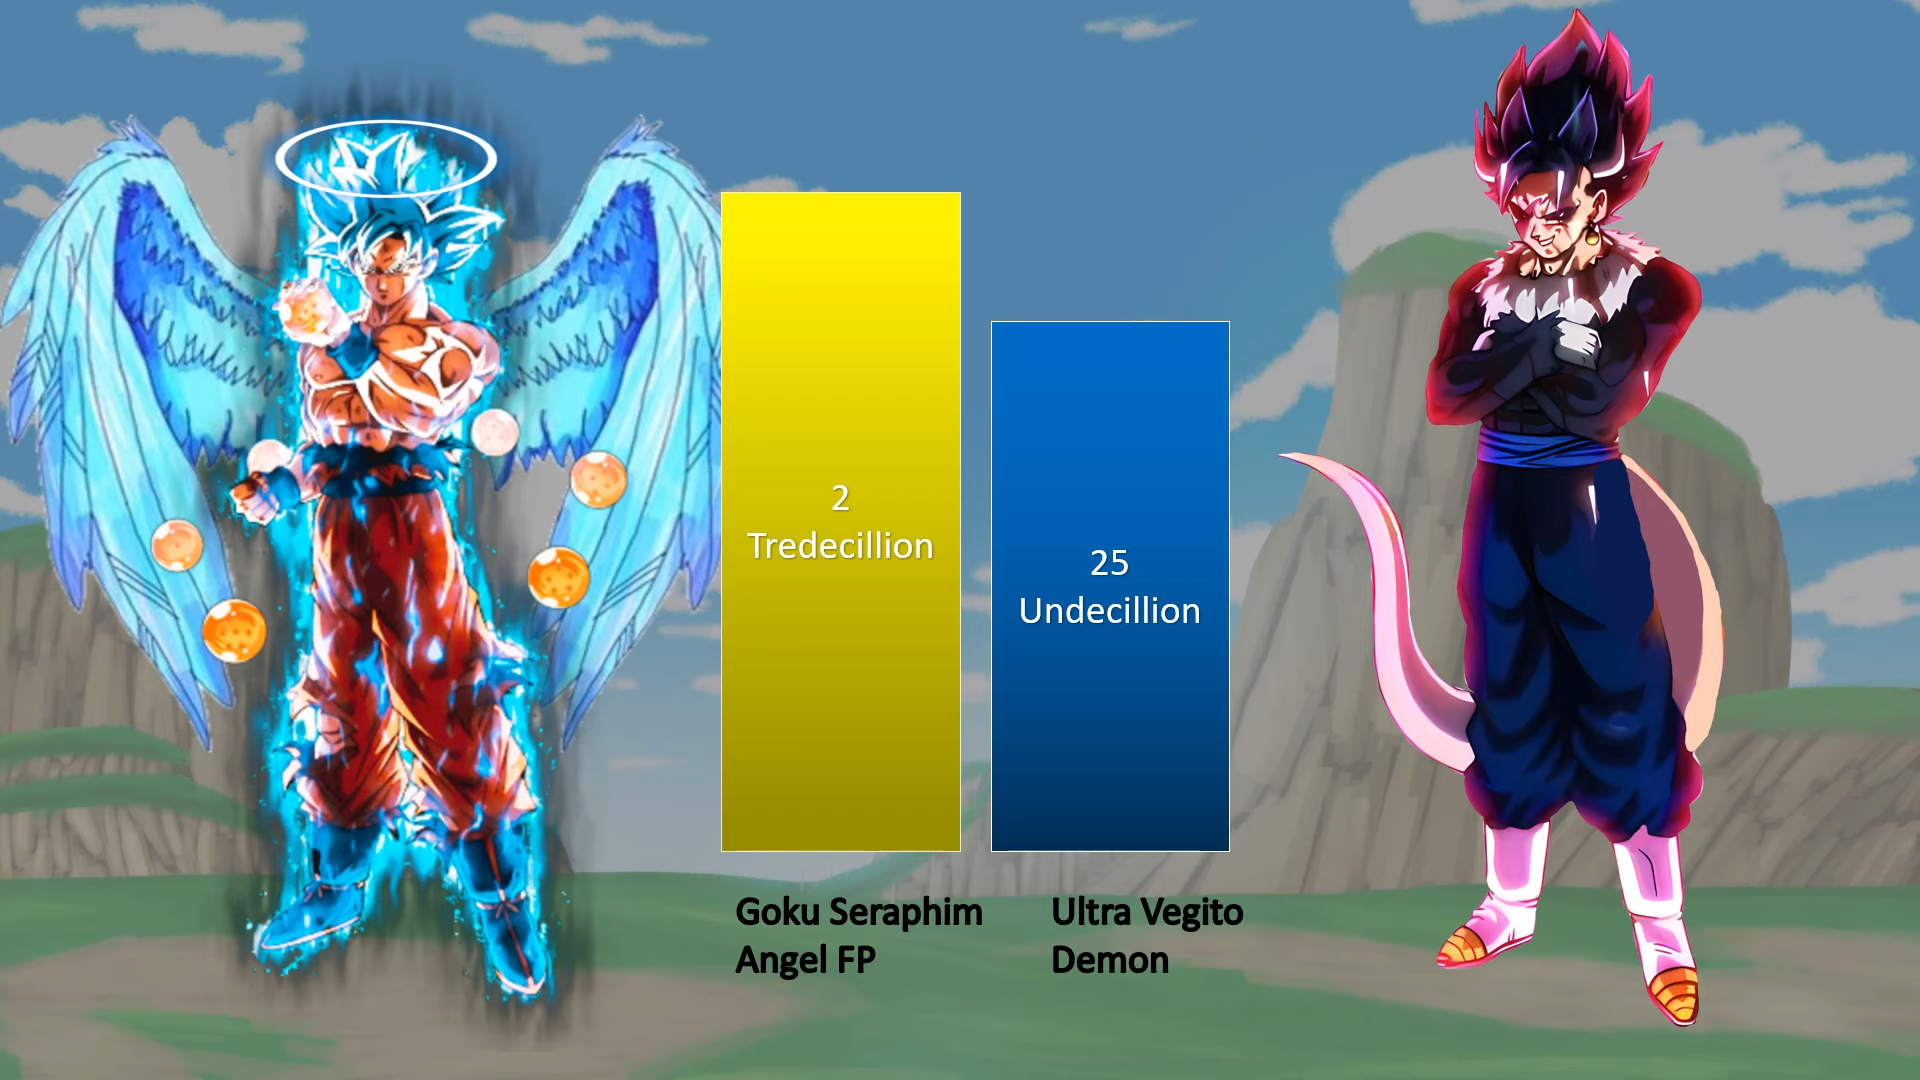 2
Tredecillion
25
Undecillion
Goku Seraphim
Angel FP
Ultra Vegito
Demon